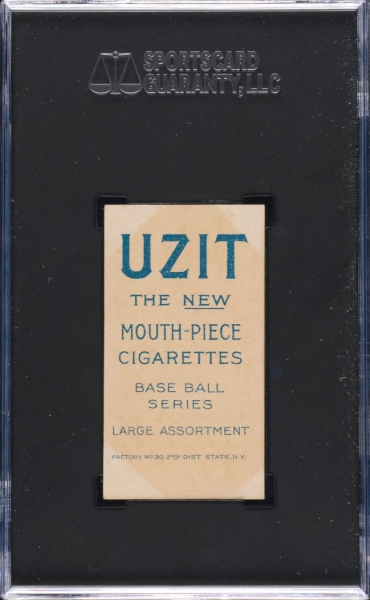 SPORTSCARD
GUARANTY, LLC
UZIT
THE NEW
MOUTH-PIECE
CIGARETTES
BASE BALL
SERIES
LARGE ASSORTMENT
FACTORY Nº 30, 2ND DIST. STATE, N.Y.